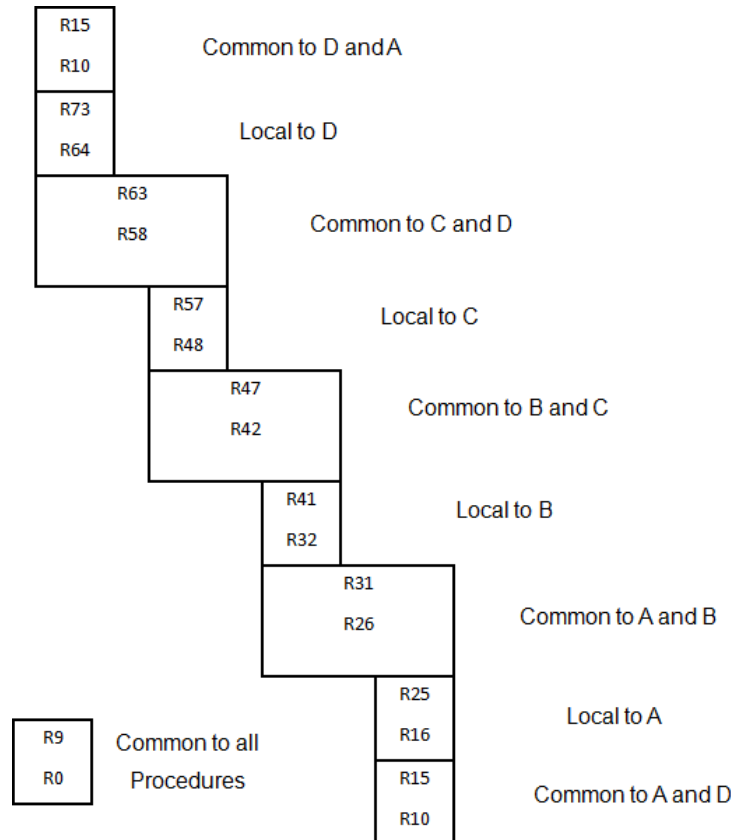 R15
Common to D and A
R10
R73
Local to D
R64
R63
Common to C and D
R58
R57
Local to C
R48
R47
Common to B and C
R42
R41
Local to B
R32
R31
Common to A and B
R26
R25
Local to A
R16
R9
Common to all
R0
Procedures
R15
Common to A and D
R10